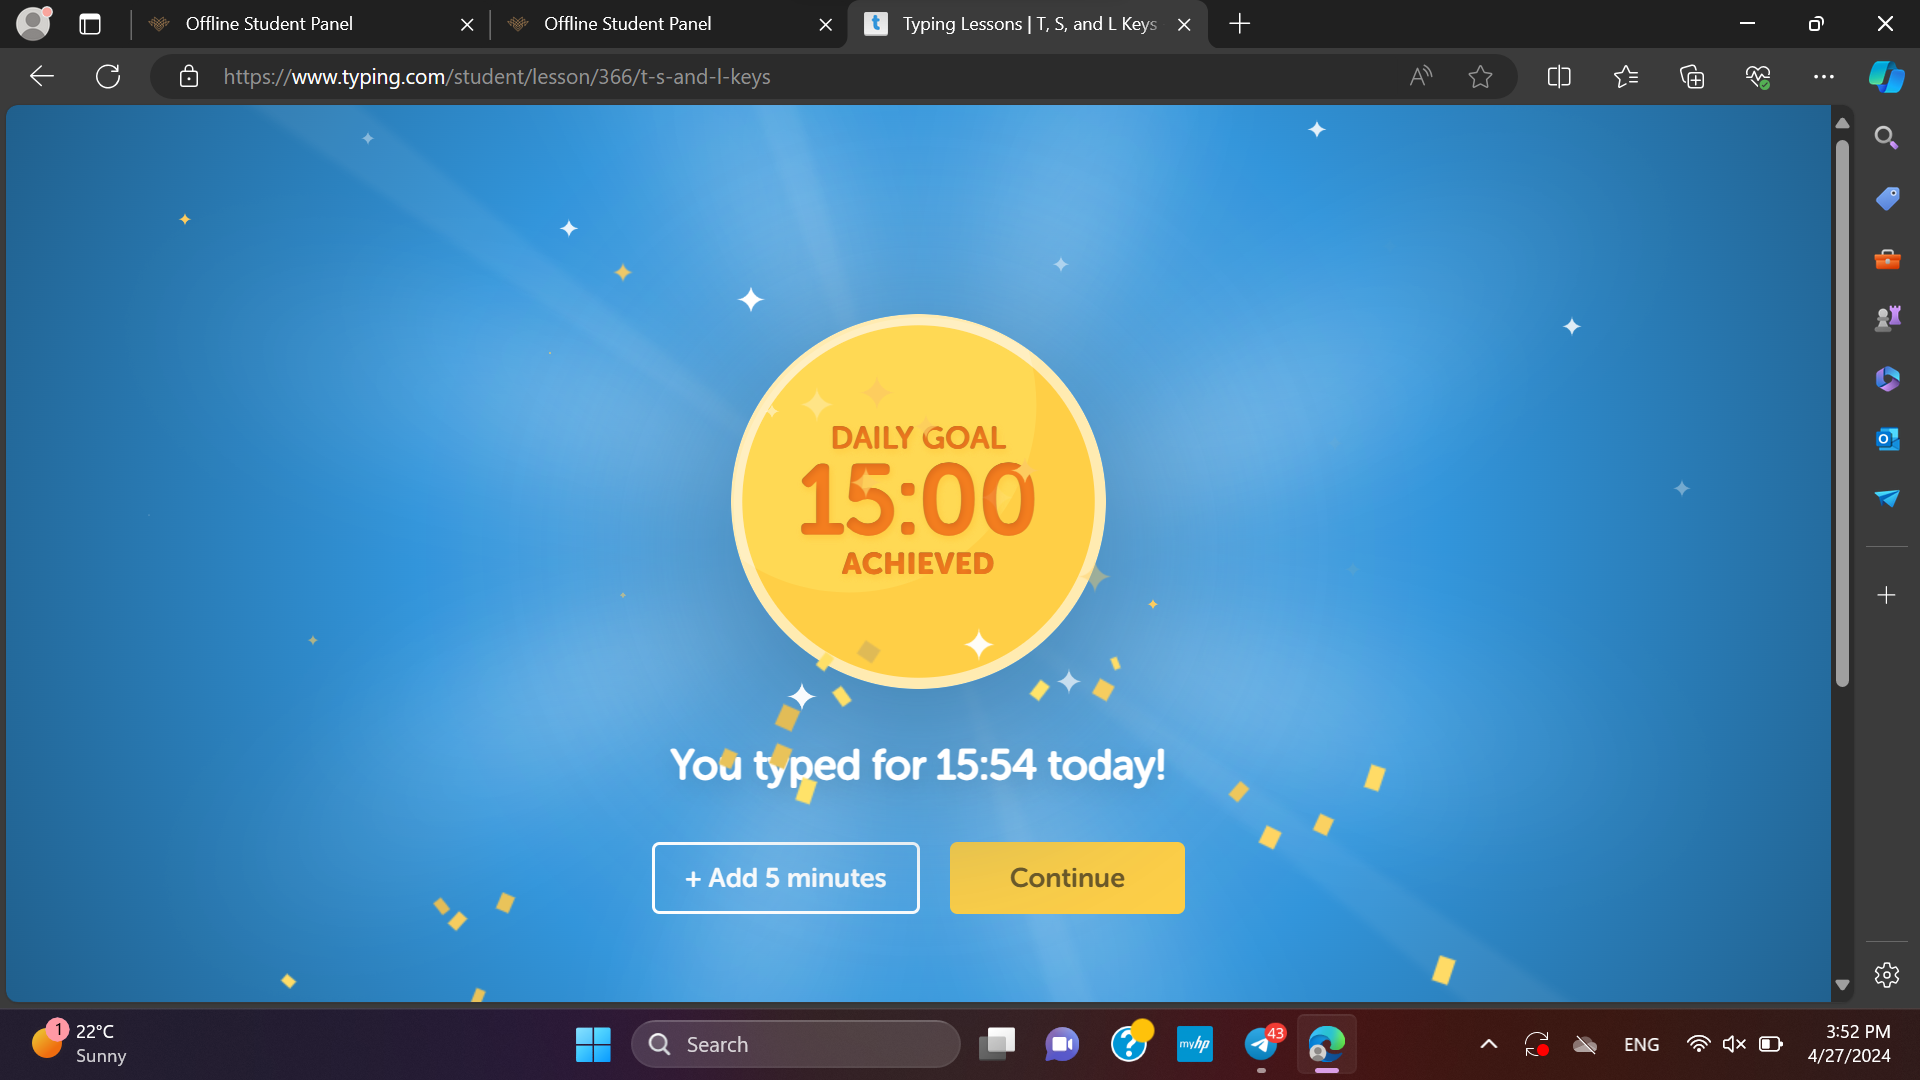 Offline Student Panel
Offline Student Panel
Typing Lessons | T, S, and L Keys
https://www.typing.com/student/lesson/366/t-s-and-l-keys
DAILY GOAL
15:00
ACHIEVED
You typed for 15:54 today!
+ Add 5 minutes
Continue
1
22°C
Sunny
Search
myhp
43
ENG
3:52 PM
4/27/2024